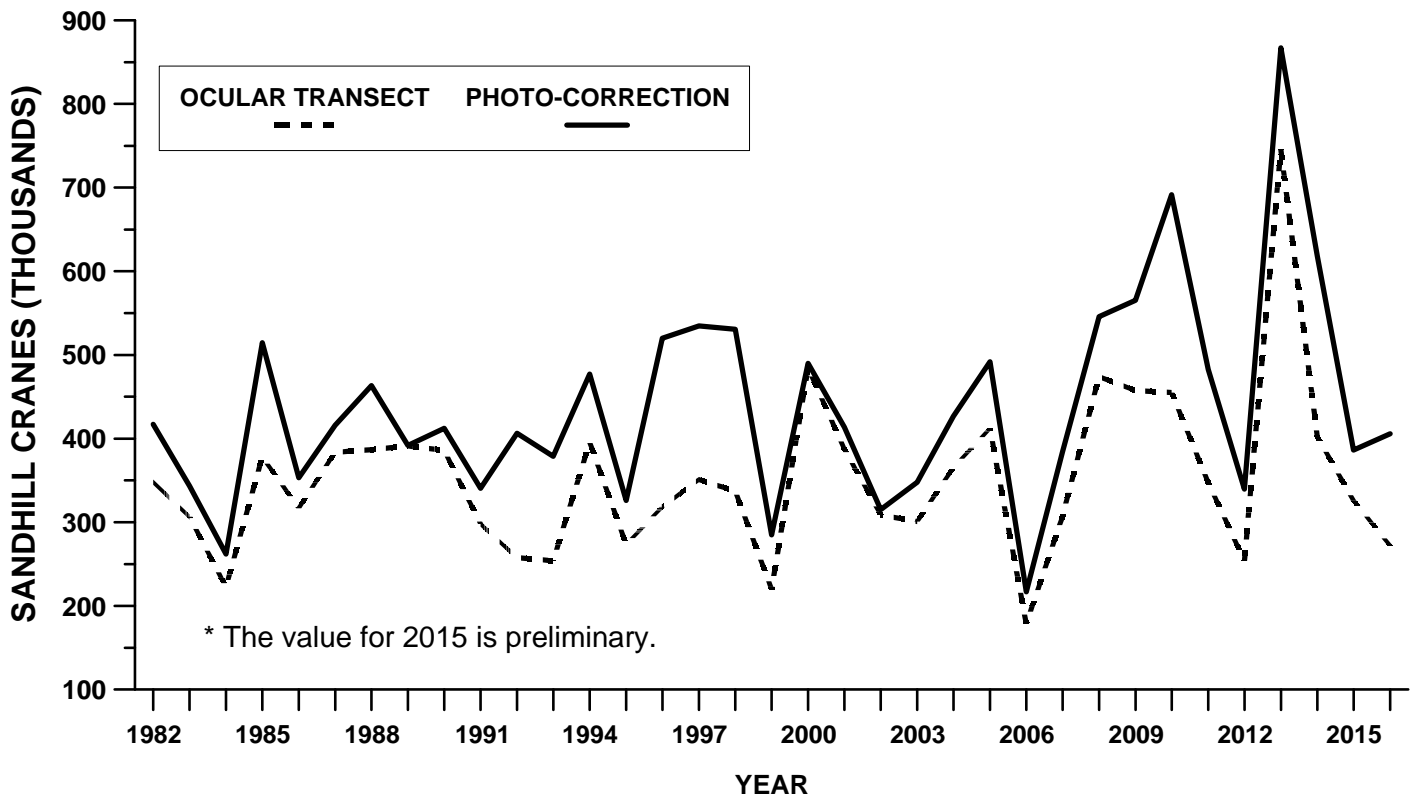 SANDHILL CRANES (THOUSANDS)
900
800
700
600
500
400
300
200
100
OCULAR TRANSECT PHOTO-CORRECTION
* The value for 2015 is preliminary.
1982 1985 1988 1991 1994 1997 2000 2003 2006 2009 2012 2015
YEAR